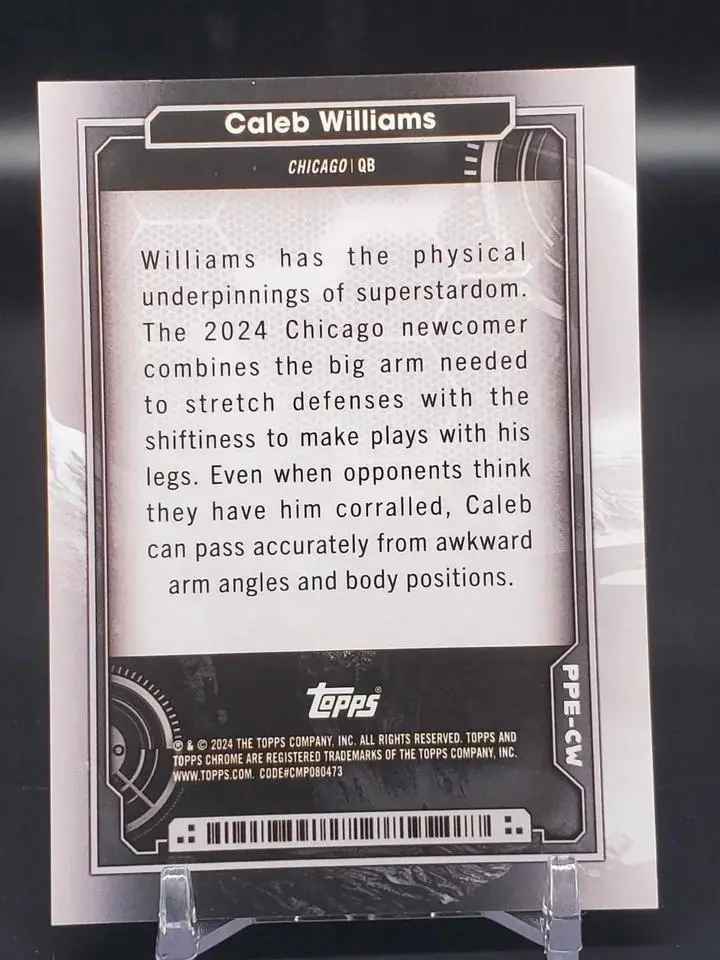 Caleb Williams
CHICAGO | QB
Williams has the physical
underpinnings of superstardom.
The 2024 Chicago newcomer
combines the big arm needed
to stretch defenses with the
shiftiness to make plays with his
legs. Even when opponents think
they have him corralled, Caleb
can pass accurately from awkward
arm angles and body positions.
TOPPS®
PPE-CW
® & © 2024 THE TOPPS COMPANY, INC. ALL RIGHTS RESERVED. TOPPS AND
TOPPS CHROME ARE REGISTERED TRADEMARKS OF THE TOPPS COMPANY, INC.
WWW.TOPPS.COM. CODE#CMP080473